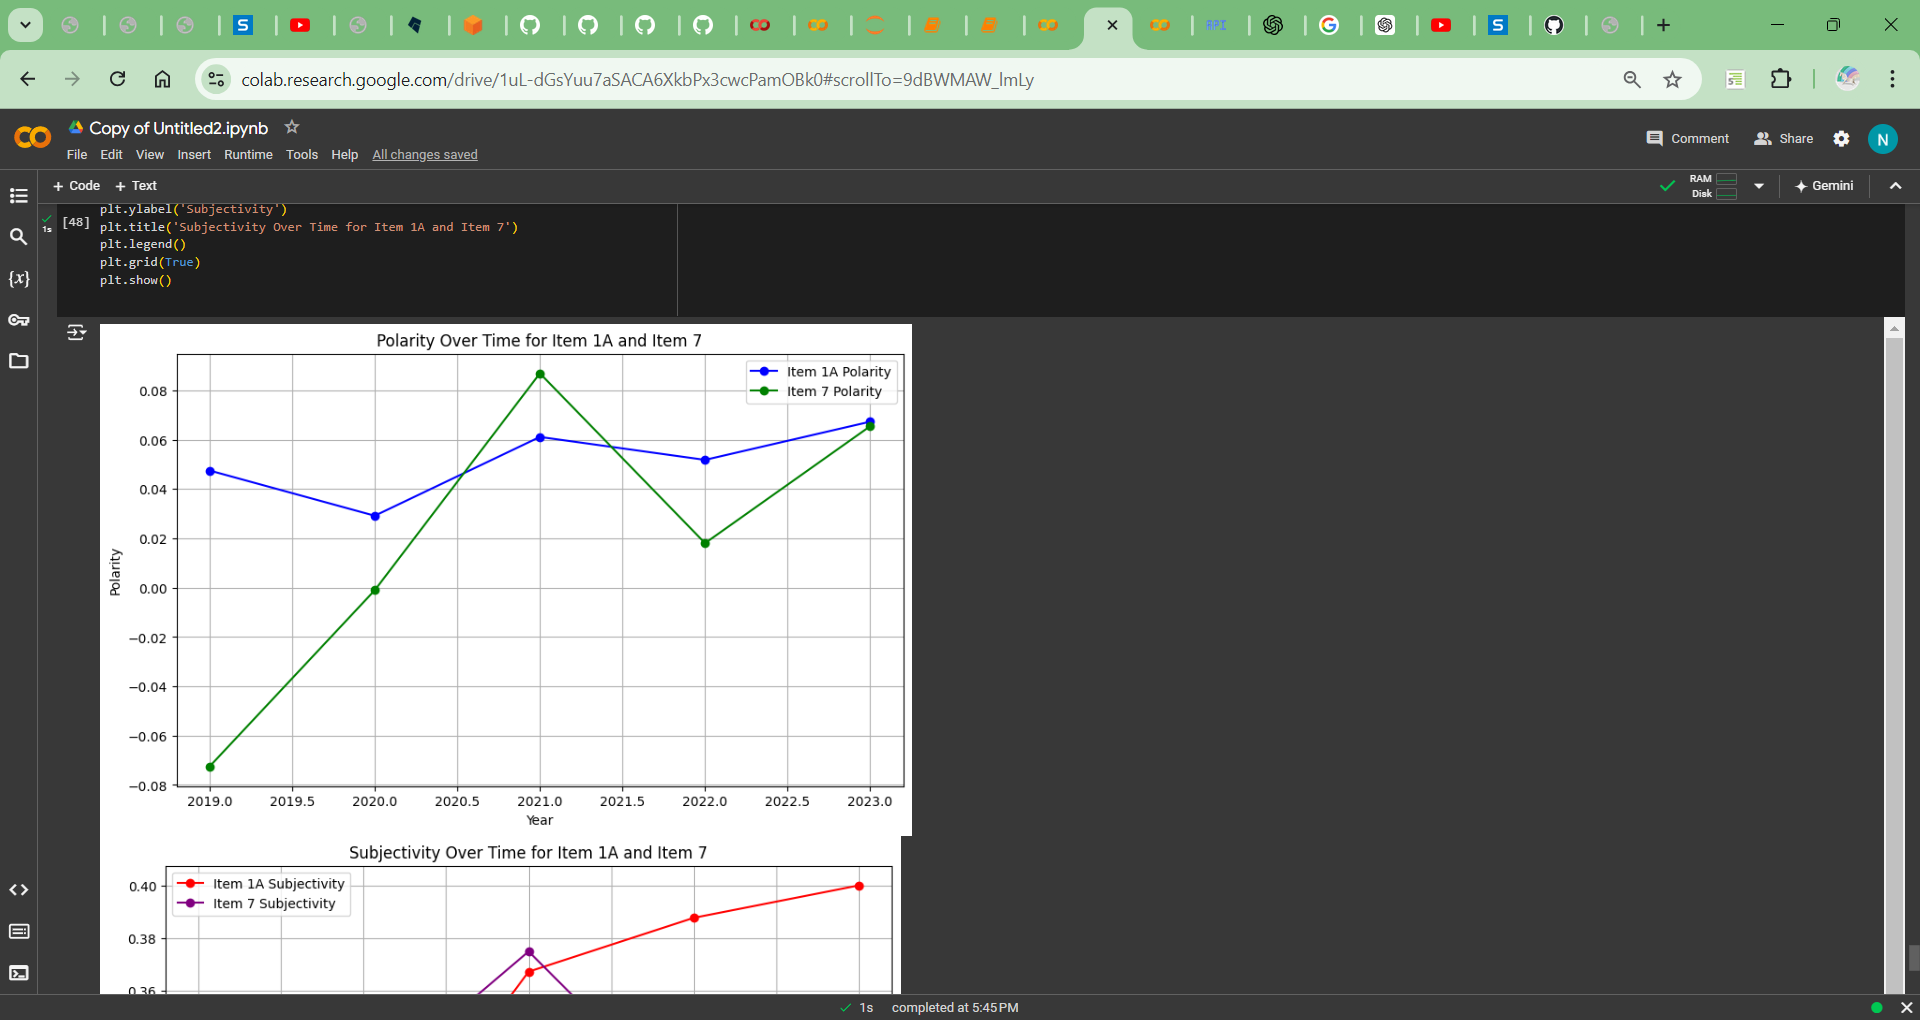 colab.research.google.com/drive/1uL-dGsYuu7aSACA6XkbPx3cwcPamOBk0#scrollTo=9dBWMAW_lmLy
Copy of Untitled2.ipynb
File Edit View Insert Runtime Tools Help All changes saved
Comment
Share
N
+ Code + Text
RAM
Disk
Gemini
1s
[48]
plt.ylabel('Subjectivity')
plt.title('Subjectivity Over Time for Item 1A and Item 7')
plt.legend()
plt.grid(True)
plt.show()
{x}
Polarity Over Time for Item 1A and Item 7
Item 1A Polarity
Item 7 Polarity
0.08
0.06
0.04
0.02
0.00
−0.02
−0.04
−0.06
−0.08
Polarity
2019.0 2019.5 2020.0 2020.5 2021.0 2021.5 2022.0 2022.5 2023.0
Year
Subjectivity Over Time for Item 1A and Item 7
Item 1A Subjectivity
Item 7 Subjectivity
0.40
0.38
0.36
1s completed at 5:45 PM